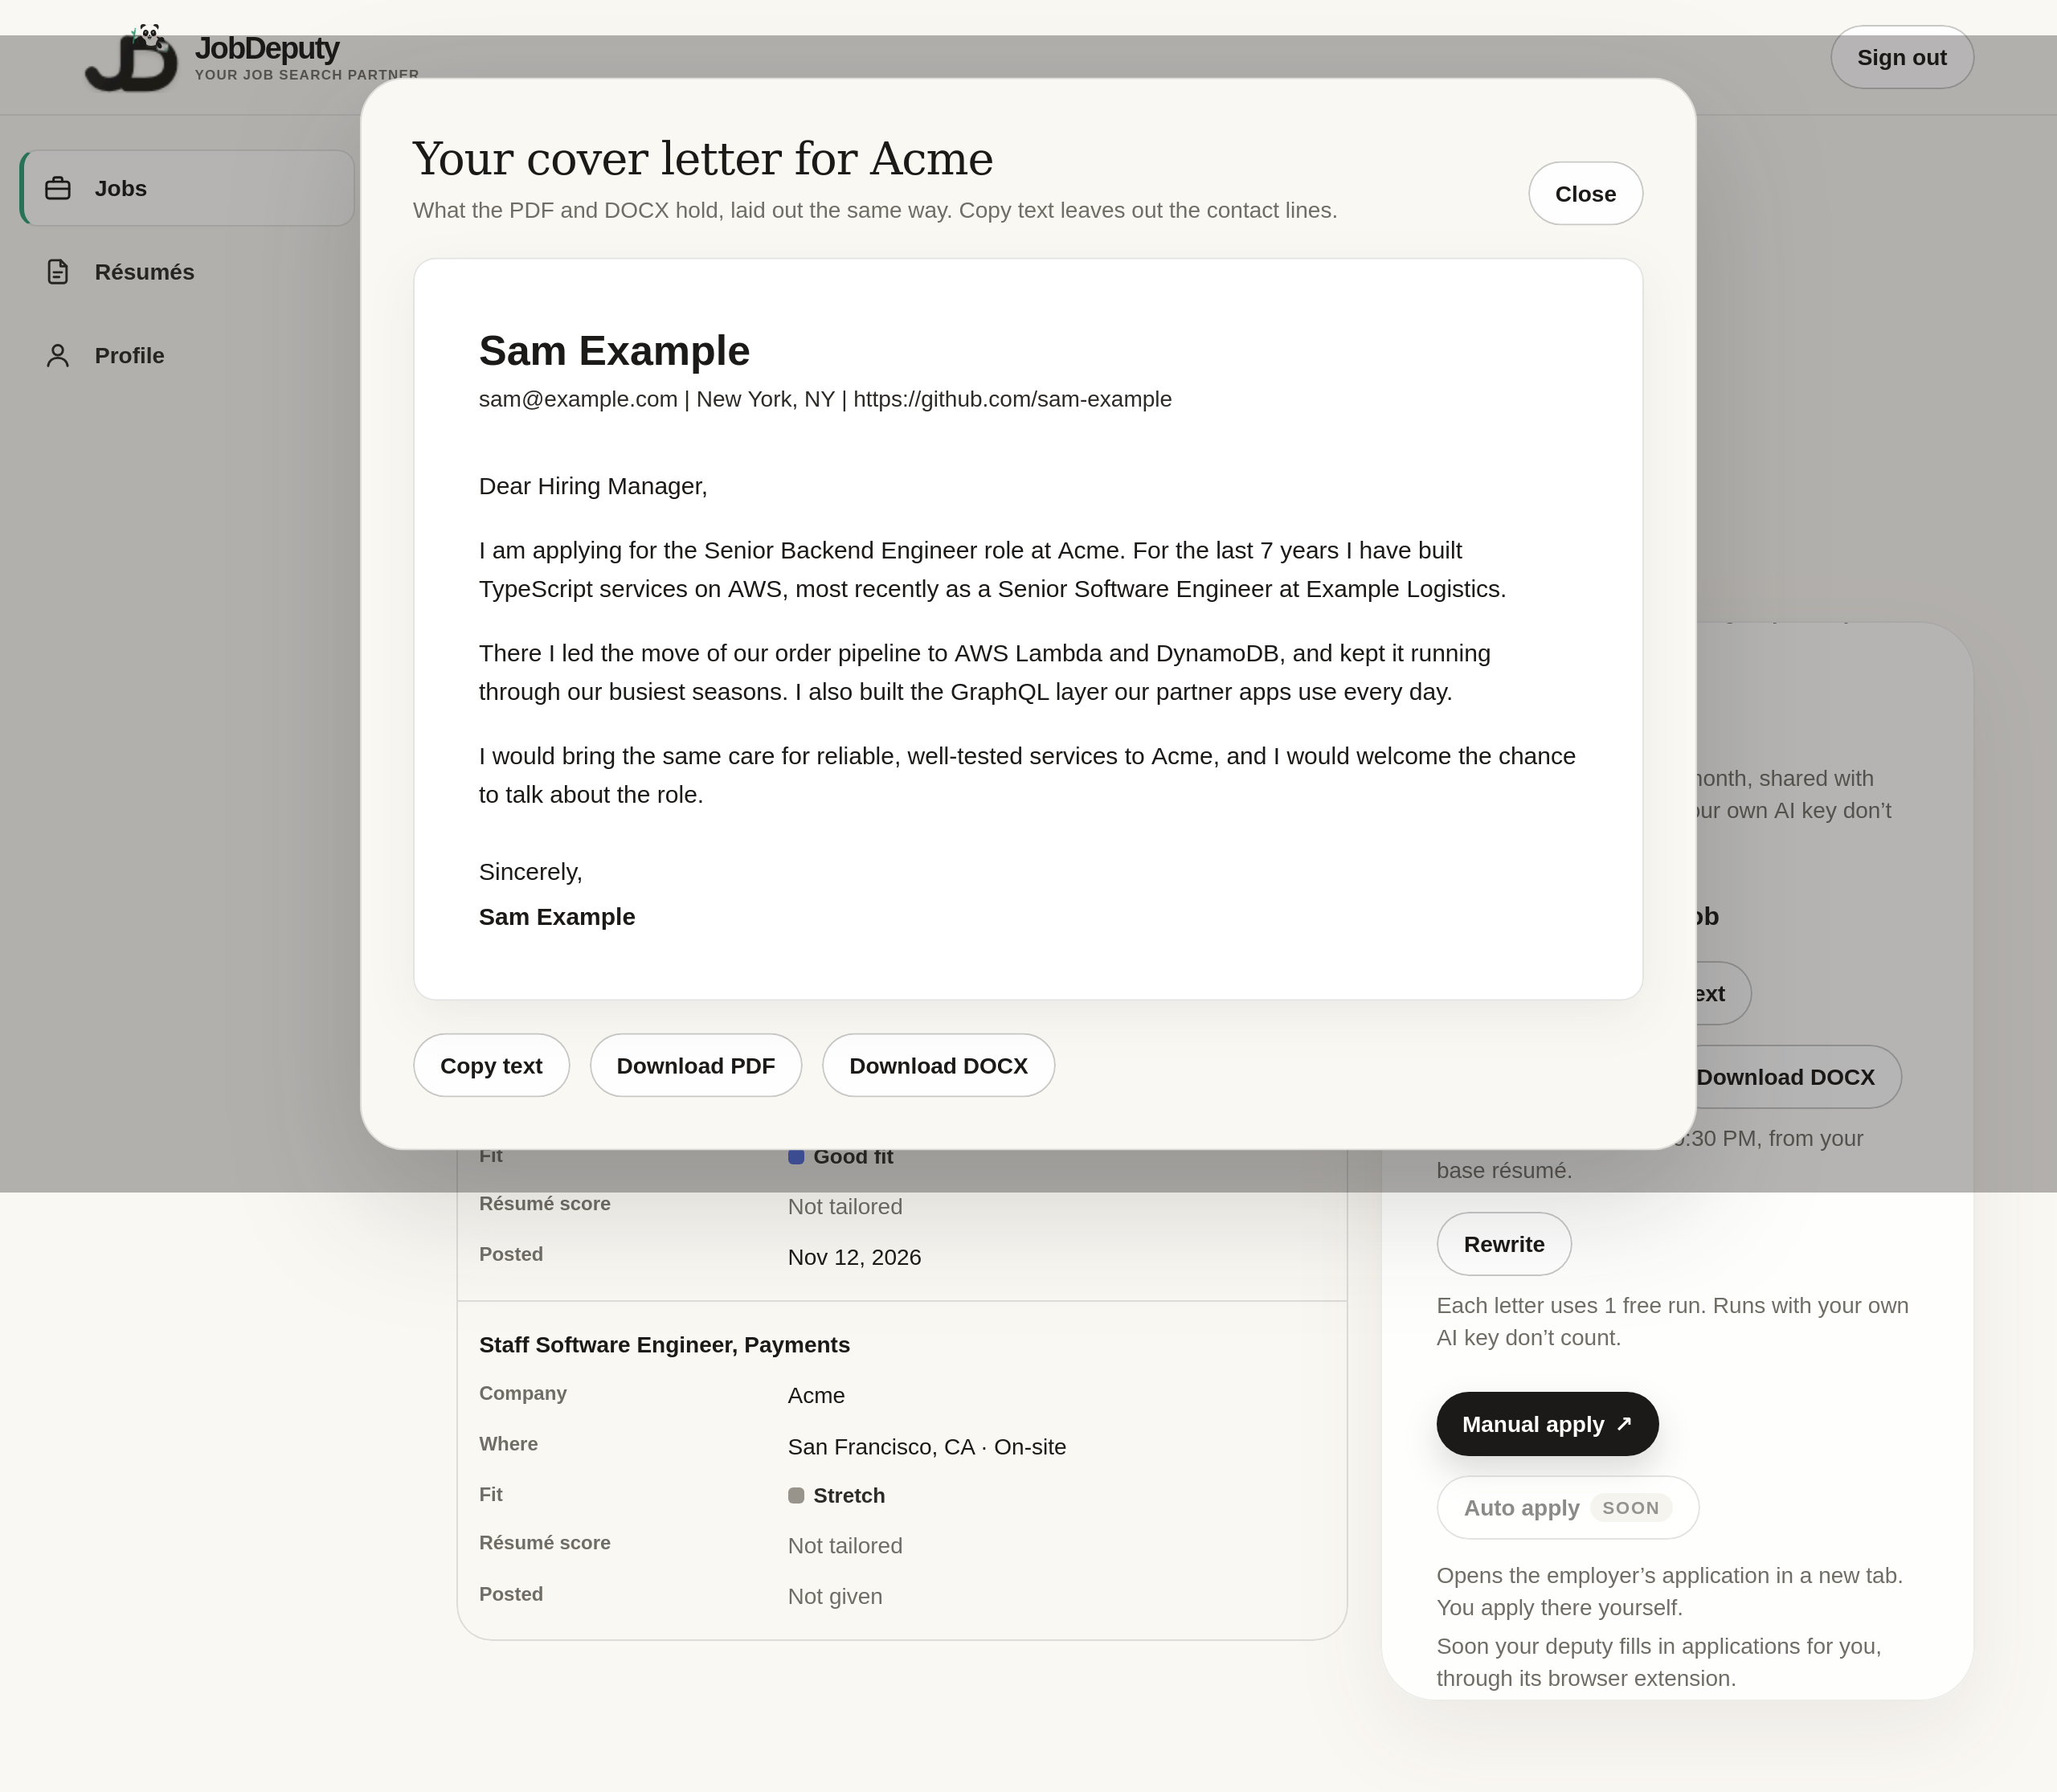 JobDeputy
YOUR JOB SEARCH PARTNER
Sign out
Jobs
Résumés
Profile
Your cover letter for Acme
What the PDF and DOCX hold, laid out the same way. Copy text leaves out the contact lines.
Close
Sam Example
sam@example.com | New York, NY | https://github.com/sam-example
Dear Hiring Manager,
I am applying for the Senior Backend Engineer role at Acme. For the last 7 years I have built
TypeScript services on AWS, most recently as a Senior Software Engineer at Example Logistics.
There I led the move of our order pipeline to AWS Lambda and DynamoDB, and kept it running
through our busiest seasons. I also built the GraphQL layer our partner apps use every day.
I would bring the same care for reliable, well-tested services to Acme, and I would welcome the chance
to talk about the role.
Sincerely,
Sam Example
Copy text
Download PDF
Download DOCX
shared with
own AI key don’t
Download DOCX
PM, from your
base résumé.
Fit
Good fit
Résumé score
Not tailored
Posted
Nov 12, 2026
Staff Software Engineer, Payments
Company
Acme
Where
San Francisco, CA · On-site
Fit
Stretch
Résumé score
Not tailored
Posted
Not given
Rewrite
Each letter uses 1 free run. Runs with your own
AI key don’t count.
Manual apply ↗
Auto apply SOON
Opens the employer’s application in a new tab.
You apply there yourself.
Soon your deputy fills in applications for you,
through its browser extension.